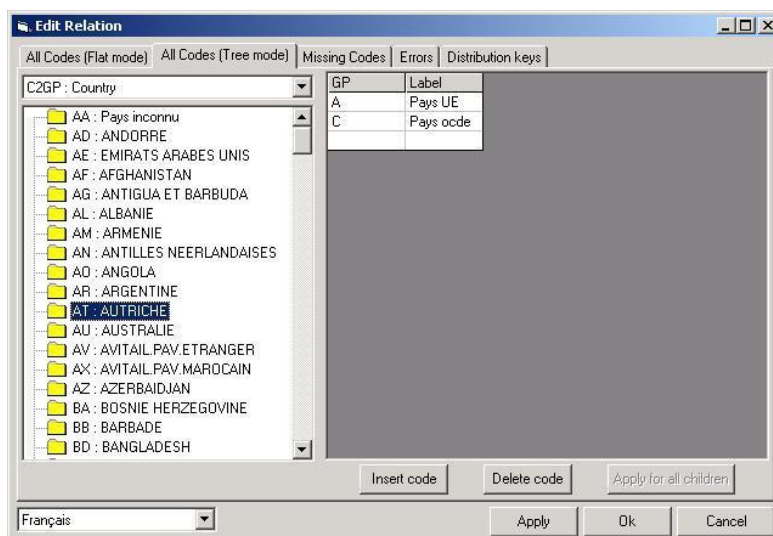 Edit Relation
All Codes (Flat mode) All Codes (Tree mode) Missing Codes Errors Distribution keys
C2GP : Country
AA : Pays inconnu
AD : ANDORRE
AE : EMIRATS ARABES UNIS
AF : AFGHANISTAN
AG : ANTIGUA ET BARBUDA
AL : ALBANIE
AM : ARMENIE
AN : ANTILLES NEERLANDAISES
AO : ANGOLA
AR : ARGENTINE
AT : AUTRICHE
AU : AUSTRALIE
AV : AVITAIL.PAV.ETRANGER
AX : AVITAIL.PAV.MAROCAIN
AZ : AZERBAIDJAN
BA : BOSNIE HERZEGOVINE
BB : BARBADE
BD : BANGLADESH
GP Label
A Pays UE
C Pays ocde
Insert code Delete code Apply for all children
Français Apply Ok Cancel